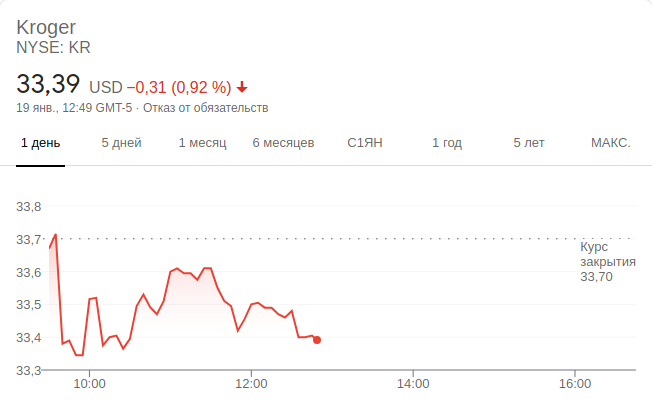 Kroger
NYSE: KR
33,39 USD −0,31 (0,92 %)
19 янв., 12:49 GMT-5 · Отказ от обязательств
1 день 5 дней 1 месяц 6 месяцев С1ЯН 1 год 5 лет МАКС.
33,8
33,7
Курс
закрытия
33,70
33,6
33,5
33,4
33,3
10:00 12:00 14:00 16:00